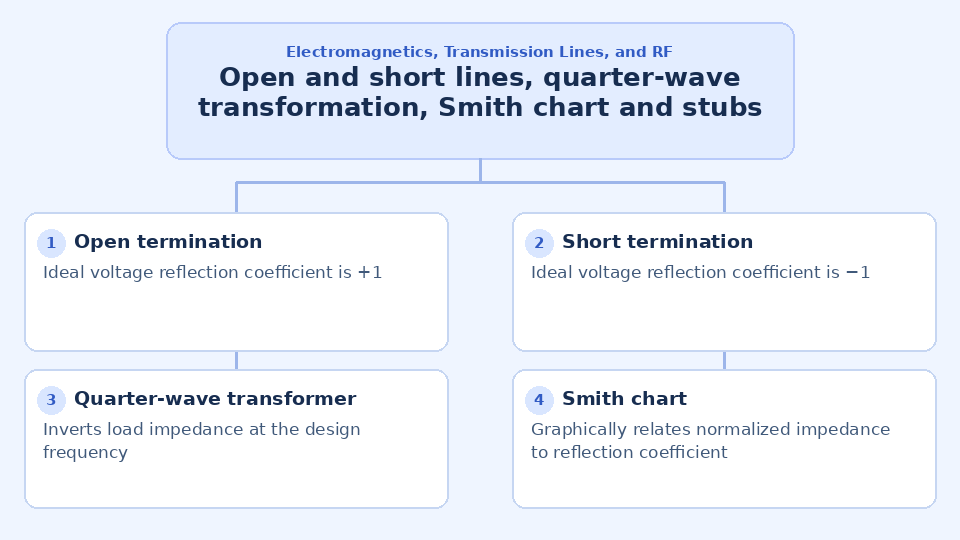 Electromagnetics, Transmission Lines, and RF
Open and short lines, quarter-wave
transformation, Smith chart and stubs
1 Open termination
Ideal voltage reflection coefficient is +1
2 Short termination
Ideal voltage reflection coefficient is −1
3 Quarter-wave transformer
Inverts load impedance at the design
frequency
4 Smith chart
Graphically relates normalized impedance
to reflection coefficient